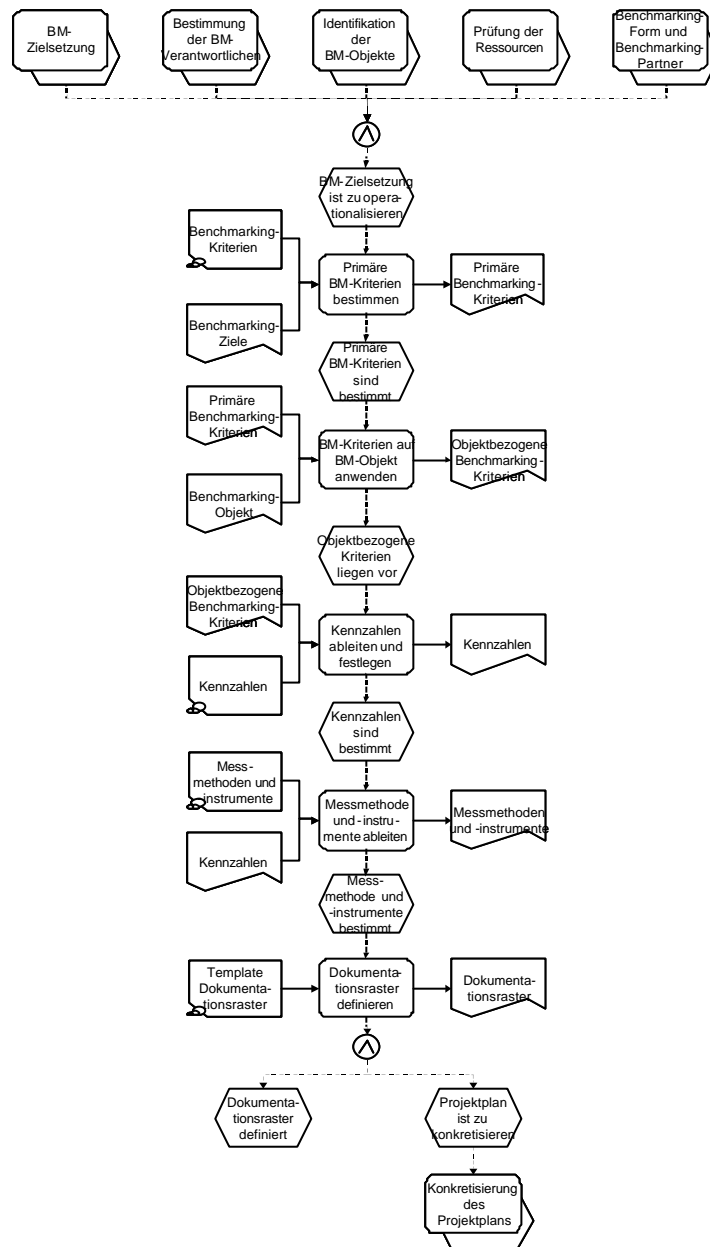 BM-
Zielsetzung
Bestimmung
der BM-
Verantwortlichen
Identifikation
der
BM-Objekte
Prüfung der
Ressourcen
Benchmarking-
Form und
Benchmarking-
Partner
BM-Zielsetzung
ist zu opera-
tionalisieren
Benchmarking-
Kriterien
Benchmarking-
Ziele
Primäre
BM-Kriterien
bestimmen
Primäre
Benchmarking-
Kriterien
Primäre
BM-Kriterien
sind
bestimmt
Primäre
Benchmarking-
Kriterien
Benchmarking-
Objekt
BM-Kriterien auf
BM-Objekt
anwenden
Objektbezogene
Benchmarking-
Kriterien
Objektbezogene
Kriterien
liegen vor
Objektbezogene
Benchmarking-
Kriterien
Kennzahlen
Kennzahlen
ableiten und
festlegen
Kennzahlen
Kennzahlen
sind
bestimmt
Mess-
methoden und
-instrumente
Kennzahlen
Messmethode
und -instru-
mente ableiten
Messmethoden
und -instrumente
Mess-
methode und
-instrumente
bestimmt
Template
Dokumenta-
tionsraster
Dokumenta-
tionsraster
definieren
Dokumenta-
tionsraster
Dokumenta-
tionsraster
definiert
Projektplan
ist zu
konkretisieren
Konkretisierung
des
Projektplans